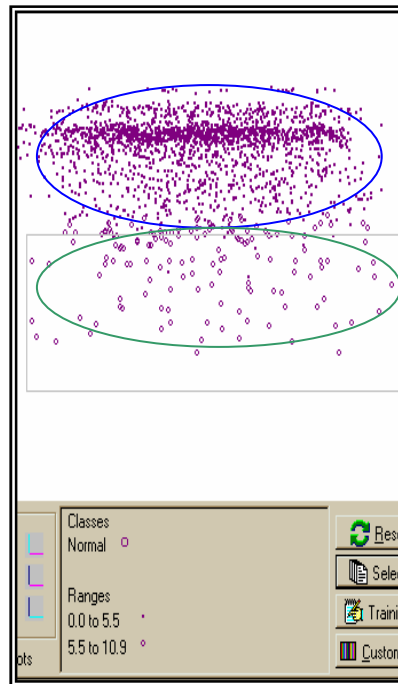 Classes
Normal
Ranges
0.0 to 5.5
5.5 to 10.9
ots
Rese
Selec
Traini
Custom